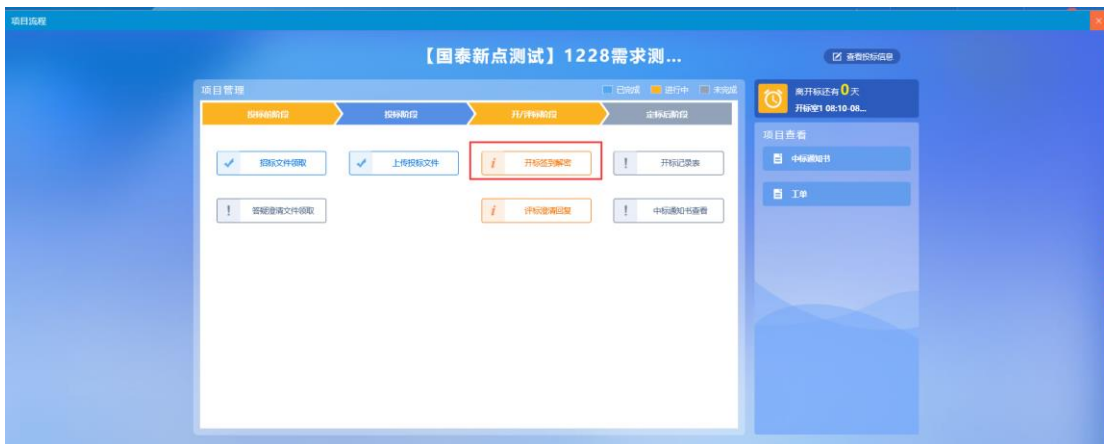 项目流程
【国泰新点测试】1228需求测...
查看投标信息
项目管理
已完成 进行中 未完成
投标前阶段 投标阶段 开/评标阶段 定标后阶段
招标文件领取 上传投标文件 开标签到解密 开标记录表
答疑澄清文件领取 评标澄清回复 中标通知书查看
离开标还有0天
开标室1 08:10-08...
项目查看
中标通知书
工单